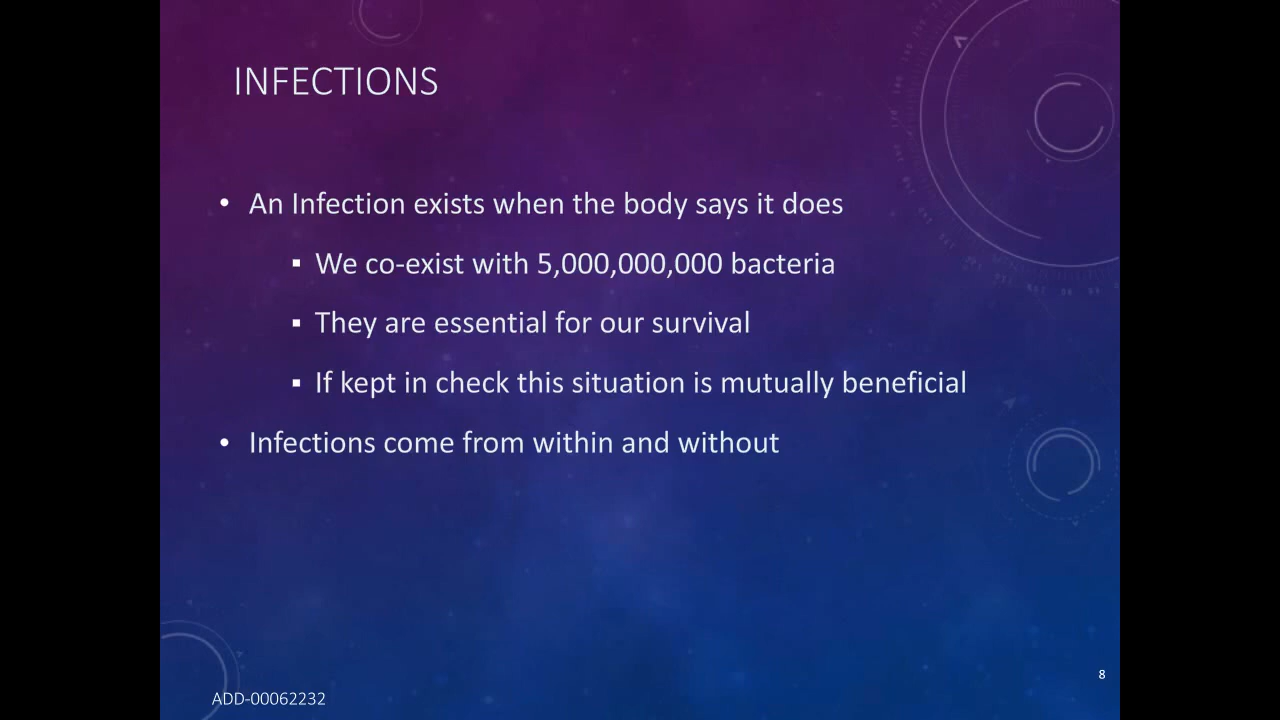 INFECTIONS
• An Infection exists when the body says it does
▪ We co-exist with 5,000,000,000 bacteria
▪ They are essential for our survival
▪ If kept in check this situation is mutually beneficial
• Infections come from within and without
8
ADD-00062232